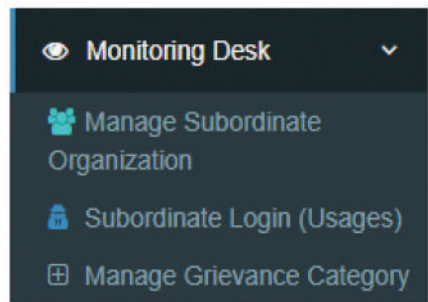 Monitoring Desk
Manage Subordinate
Organization
Subordinate Login (Usages)
Manage Grievance Category